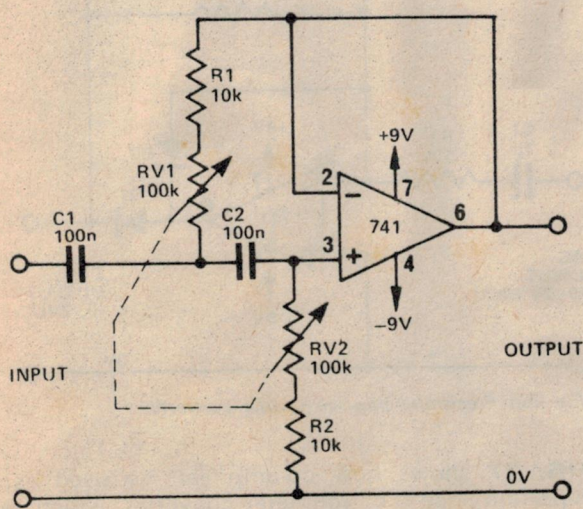 R1
10k
RV1
100k
C1
100n
C2
100n
+9V
2
7
741
6
3
4
-9V
INPUT
RV2
100k
OUTPUT
R2
10k
0V